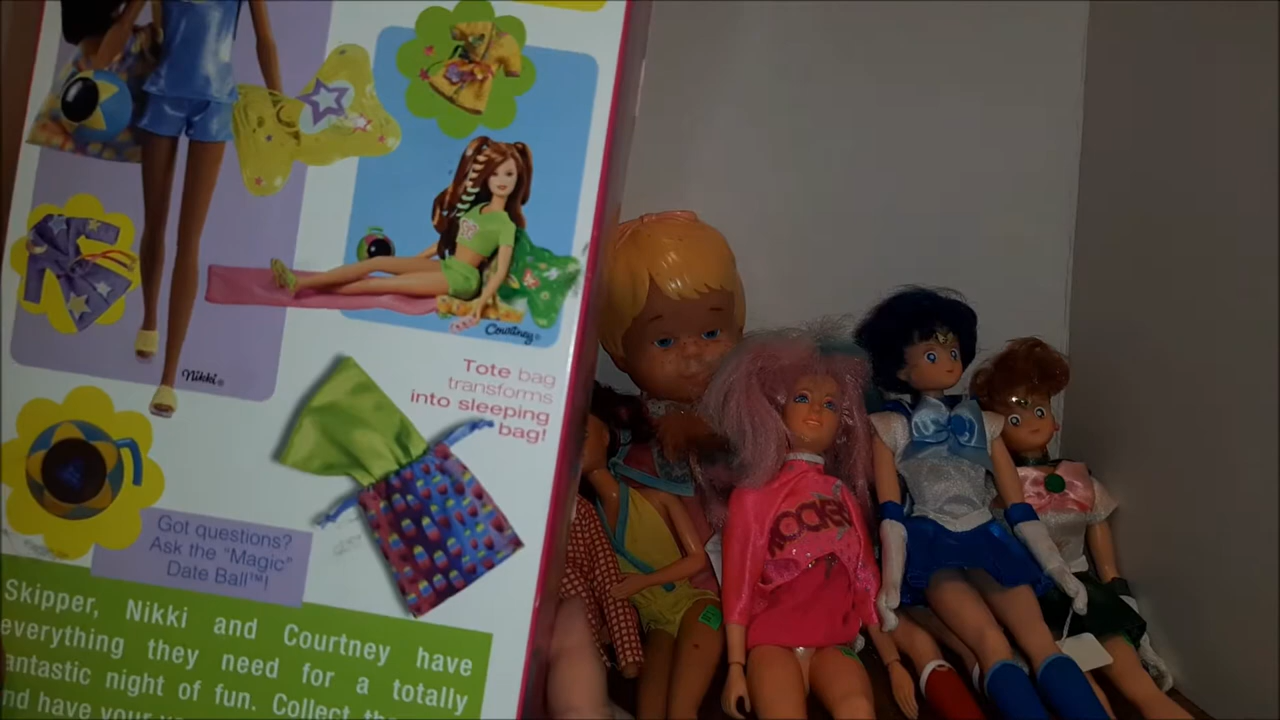 Courtney®
Nikki®
Tote bag
transforms
into sleeping
bag!
Got questions?
Ask the "Magic"
Date Ball™!
Skipper, Nikki and Courtney have
everything they need for a totally
antastic night of fun. Collect
nd have your
ROCKER